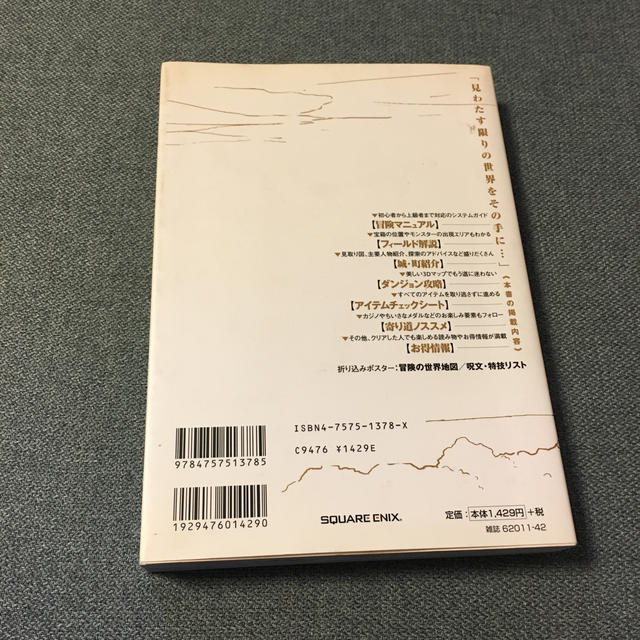 「見わたす限りの世界をその手に…」
《本書の掲載内容》
▼初心者から上級者まで対応のシステムガイド
【冒険マニュアル】
▼宝箱の位置やモンスターの出現エリアもわかる
【フィールド解説】
▼見取り図、主要人物紹介、探索のアドバイスなど盛りだくさん
【城・町紹介】
▼美しい3Dマップでもう道に迷わない
【ダンジョン攻略】
▼すべてのアイテムを取り逃さずに進める
【アイテムチェックシート】
▼カジノやちいさなメダルなどのお楽しみ要素もフォロー
【寄り道ノススメ】
▼その他、クリアした人でも楽しめる読み物やお得情報が満載
【お得情報】
折り込みポスター：冒険の世界地図／呪文・特技リスト
ISBN4-7575-1378-X
C9476 ¥1429E
9784757513785
1929476014290
SQUARE ENIX®
定価：本体1,429円+税
雑誌 62011-42